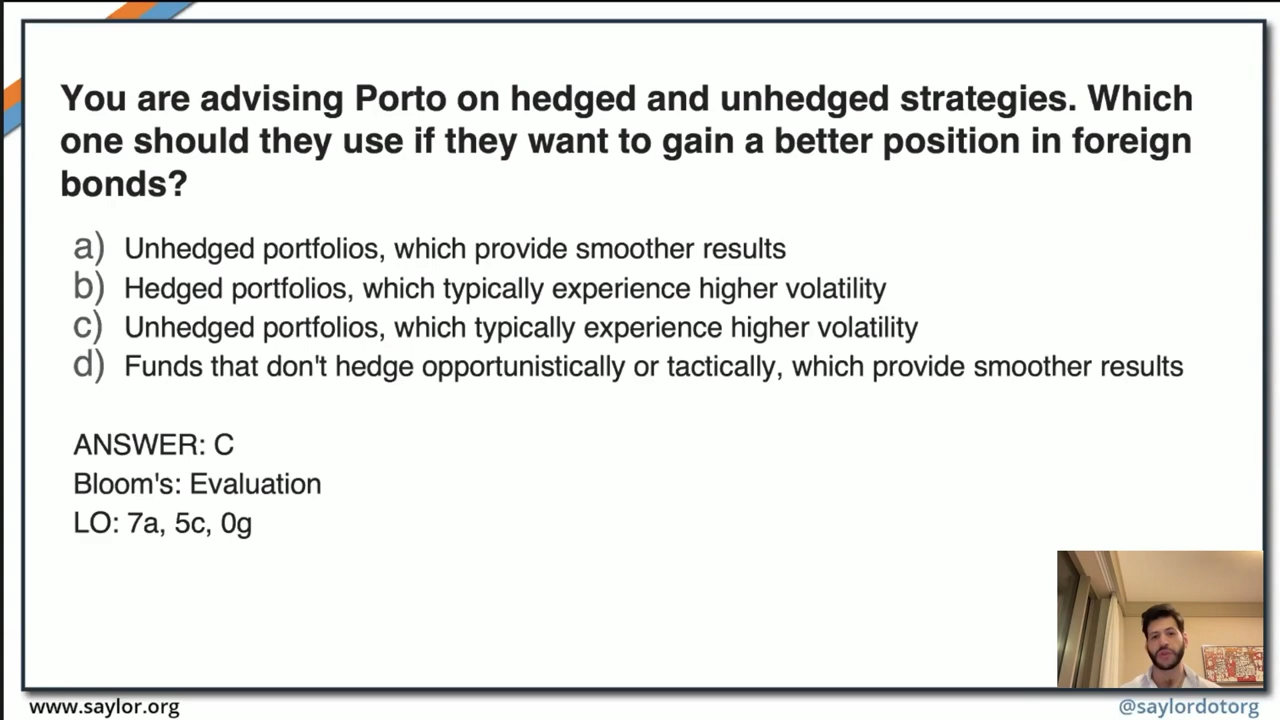 You are advising Porto on hedged and unhedged strategies. Which
one should they use if they want to gain a better position in foreign
bonds?
a) Unhedged portfolios, which provide smoother results
b) Hedged portfolios, which typically experience higher volatility
c) Unhedged portfolios, which typically experience higher volatility
d) Funds that don't hedge opportunistically or tactically, which provide smoother results
ANSWER: C
Bloom's: Evaluation
LO: 7a, 5c, 0g
www.saylor.org
@saylordotorg